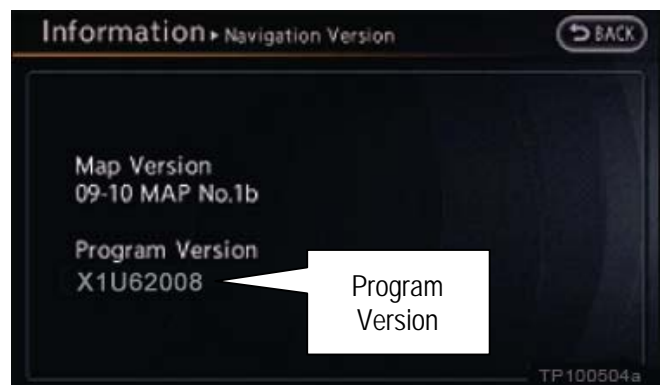 Information ▸ Navigation Version
BACK
Map Version
09-10 MAP No.1b
Program Version
X1U62008
Program
Version
TP100504a